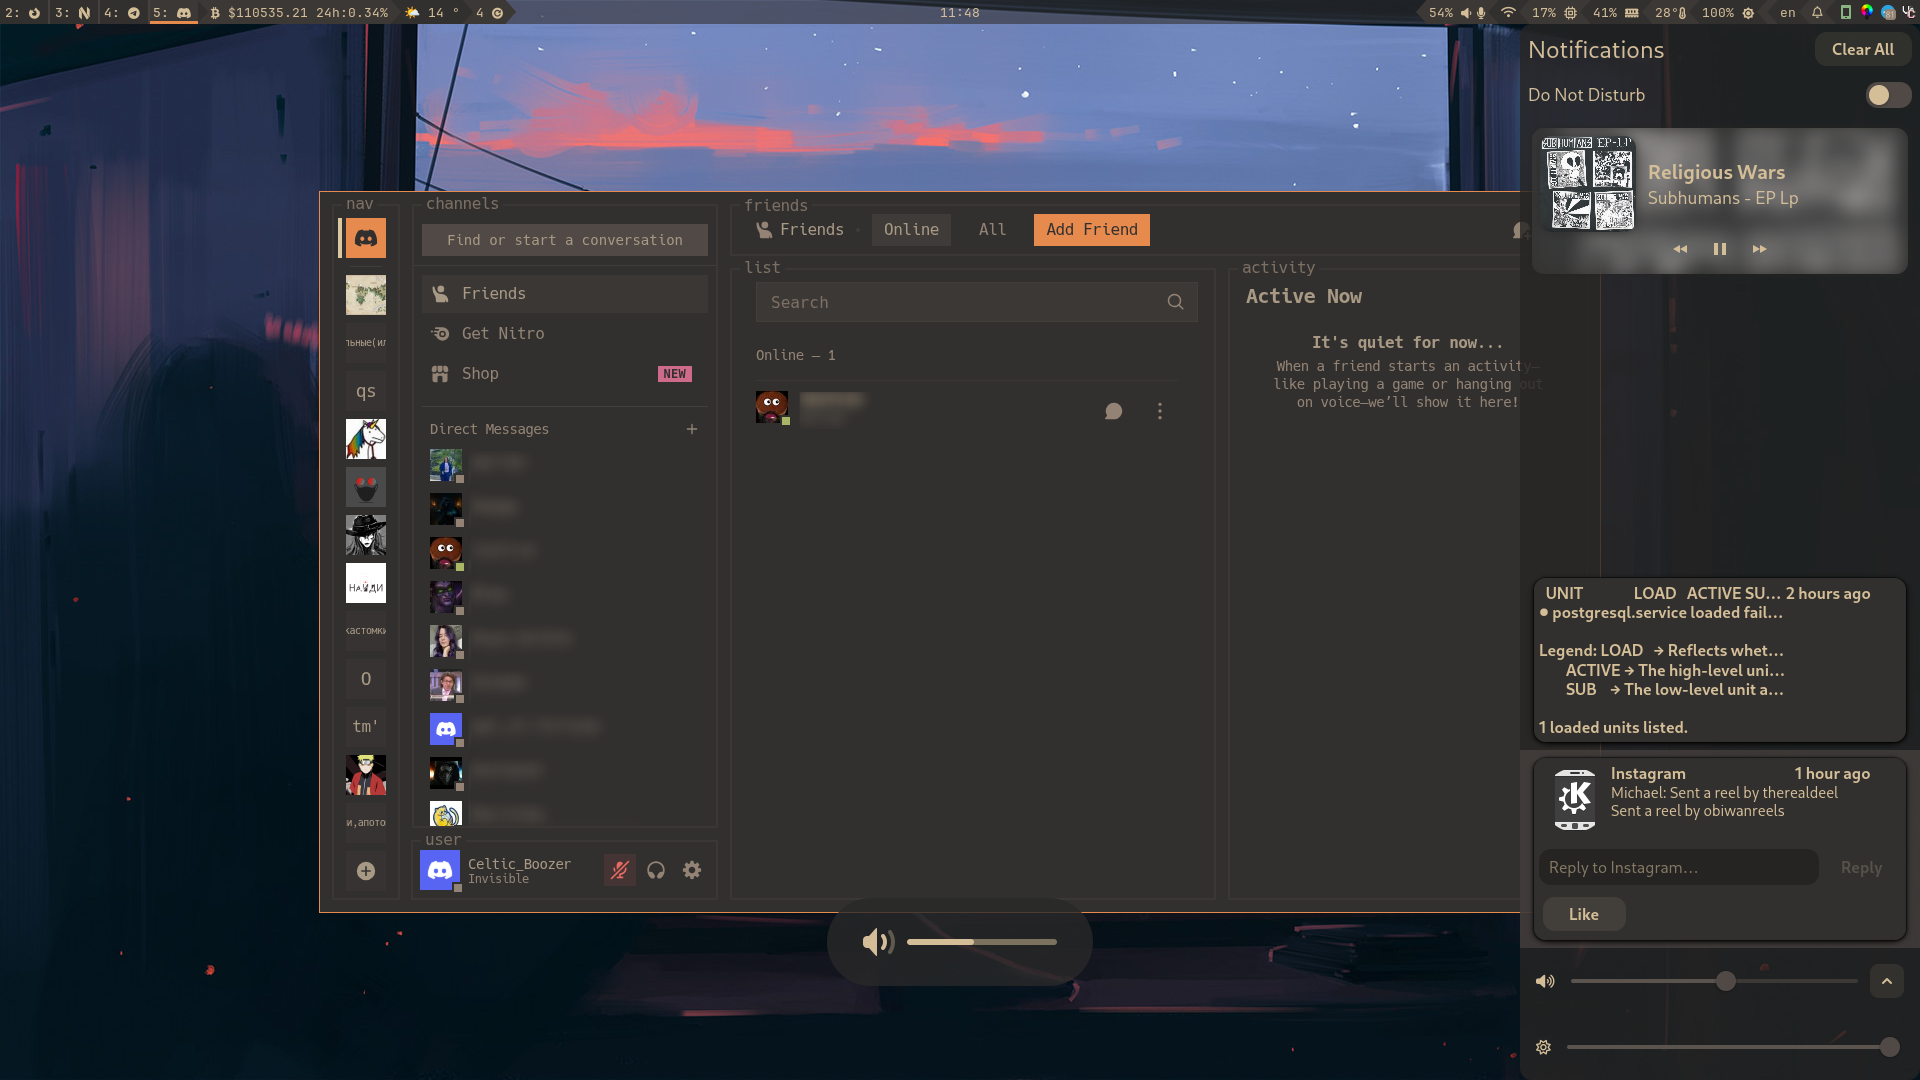 2:
3:
4:
5:
$110535.21 24h:0.34%
14 °
4
11:48
54%
17%
41%
28°
100%
en
Notifications
Clear All
Do Not Disturb
SUBHUMANS EP-LP
Religious Wars
Subhumans - EP Lp
nav
льные(ил
qs
НАЙДИ
кастомки
O
tm'
и,апото
channels
Find or start a conversation
Friends
Get Nitro
Shop
NEW
Direct Messages
user
Celtic_Boozer
Invisible
friends
Friends
Online
All
Add Friend
list
Search
Online — 1
activity
Active Now
It's quiet for now...
When a friend starts an activity—
like playing a game or hanging out
on voice—we’ll show it here!
UNIT LOAD ACTIVE SU... 2 hours ago
● postgresql.service loaded fail...
Legend: LOAD → Reflects whet...
ACTIVE → The high-level uni...
SUB → The low-level unit a...
1 loaded units listed.
Instagram
1 hour ago
Michael: Sent a reel by therealdeel
Sent a reel by obiwanreels
Reply to Instagram...
Reply
Like